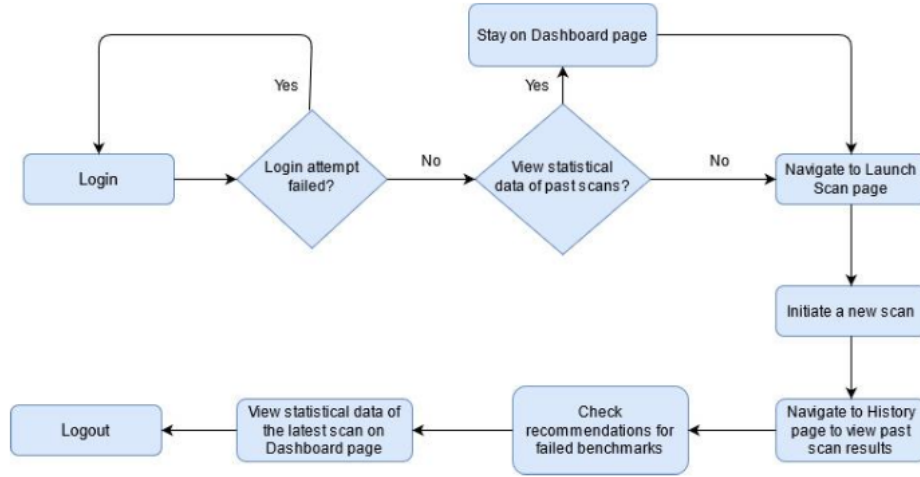 Stay on Dashboard page
Yes
Yes
Login
Login attempt
failed?
No
View statistical
data of past scans?
No
Navigate to Launch
Scan page
Initiate a new scan
Logout
View statistical data of
the latest scan on
Dashboard page
Check
recommendations for
failed benchmarks
Navigate to History
page to view past
scan results